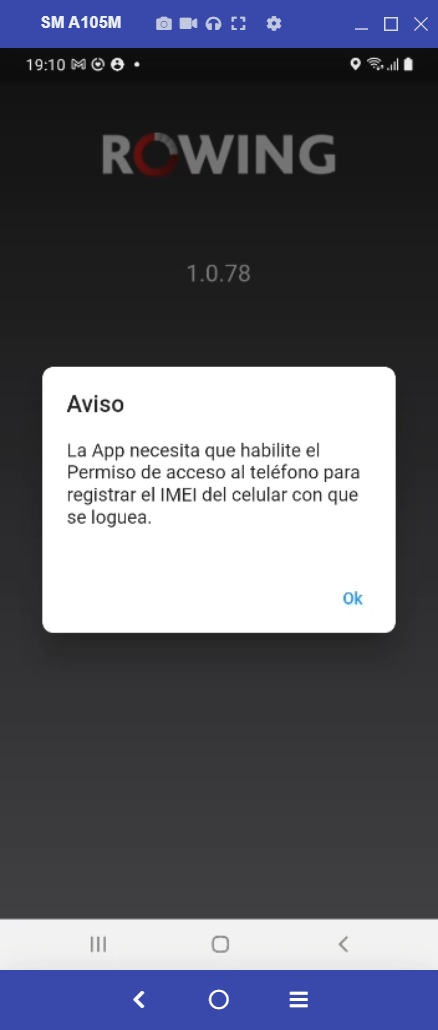 SM A105M
19:10
ROWING
1.0.78
Aviso
La App necesita que habilite el
Permiso de acceso al teléfono para
registrar el IMEI del celular con que
se loguea.
Ok